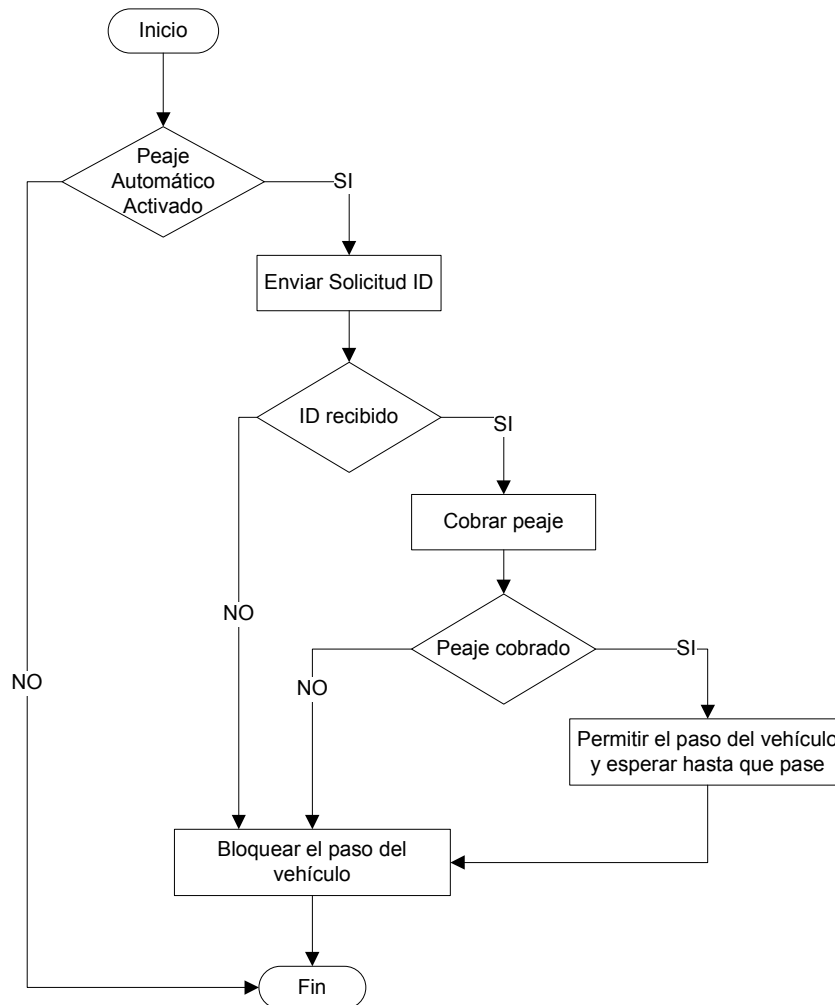 Inicio
Peaje
Automático
Activado
SI
Enviar Solicitud ID
ID recibido
SI
Cobrar peaje
NO
Peaje cobrado
SI
NO
NO
Permitir el paso del vehículo
y esperar hasta que pase
Bloquear el paso del
vehículo
Fin